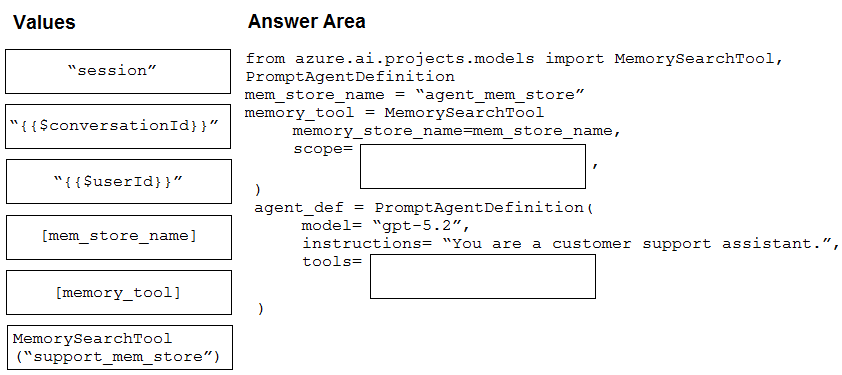 Values
“session”
“{{$conversationId}}”
“{{$userId}}”
[mem_store_name]
[memory_tool]
MemorySearchTool
(“support_mem_store”)
Answer Area
from azure.ai.projects.models import MemorySearchTool,
PromptAgentDefinition
mem_store_name = “agent_mem_store”
memory_tool = MemorySearchTool
memory_store_name=mem_store_name,
scope=
,
)
agent_def = PromptAgentDefinition(
model= “gpt-5.2”,
instructions= “You are a customer support assistant.”,
tools=
)